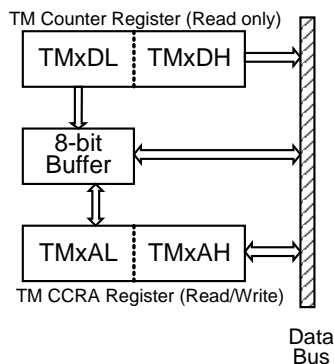 TM Counter Register (Read only)
TMxDL TMxDH
8-bit
Buffer
TMxAL TMxAH
TM CCRA Register (Read/Write)
Data
Bus